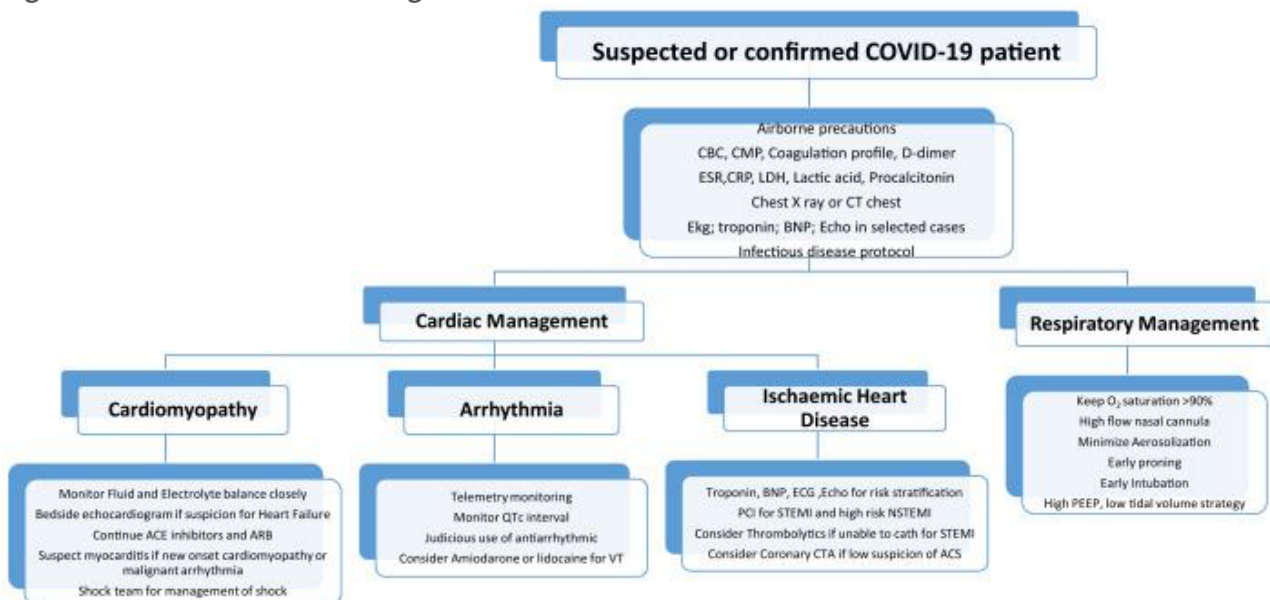 Suspected or confirmed COVID-19 patient
Airborne precautions
CBC, CMP, Coagulation profile, D-dimer
ESR,CRP, LDH, Lactic acid, Procalcitonin
Chest X ray or CT chest
Ekg; troponin; BNP; Echo in selected cases
Infectious disease protocol
Cardiac Management
Respiratory Management
Cardiomyopathy
Arrhythmia
Ischaemic Heart
Disease
Monitor Fluid and Electrolyte balance closely
Bedside echocardiogram if suspicion for Heart Failure
Continue ACE inhibitors and ARB
Suspect myocarditis if new onset cardiomyopathy or
malignant arrhythmia
Shock team for management of shock
Telemetry monitoring
Monitor QTc interval
Judicious use of antiarrhythmic
Consider Amiodarone or lidocaine for VT
Troponin, BNP, ECG ,Echo for risk stratification
PCI for STEMI and high risk NSTEMI
Consider Thrombolytics if unable to cath for STEMI
Consider Coronary CTA if low suspicion of ACS
Keep O₂ saturation >90%
High flow nasal cannula
Minimize Aerosolization
Early proning
Early Intubation
High PEEP, low tidal volume strategy